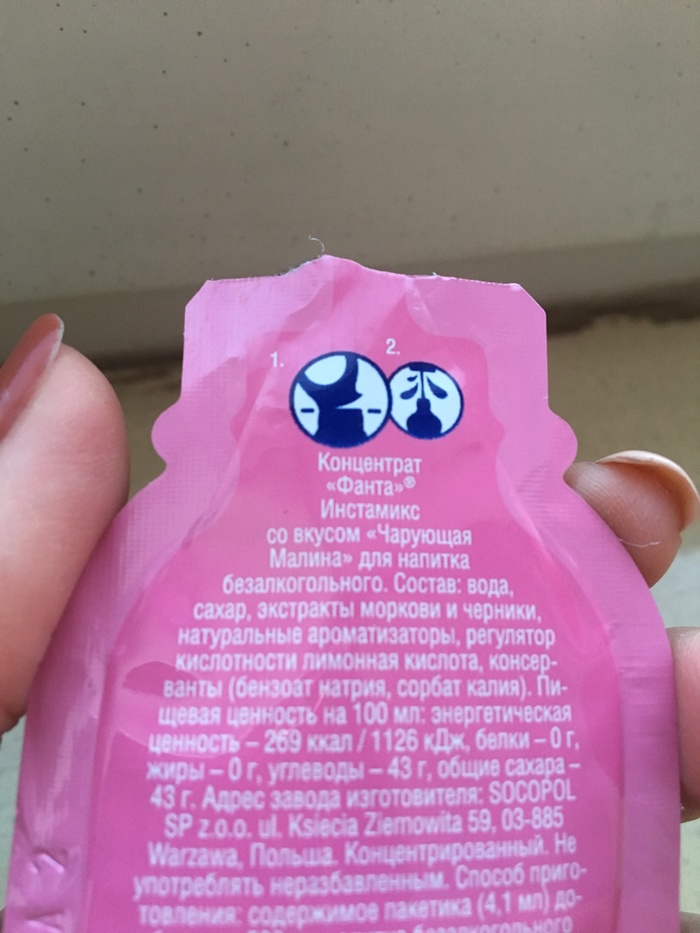 1.
2.
Концентрат
«Фанта»®
Инстамикс
со вкусом «Чарующая
Малина» для напитка
безалкогольного. Состав: вода,
сахар, экстракты моркови и черники,
натуральные ароматизаторы, регулятор
кислотности лимонная кислота, консер-
ванты (бензоат натрия, сорбат калия). Пи-
щевая ценность на 100 мл: энергетическая
ценность – 269 ккал / 1126 кДж, белки – 0 г,
жиры – 0 г, углеводы – 43 г, общие сахара –
43 г. Адрес завода изготовителя: SOCOPOL
SP z.o.o. ul. Ksiecia Ziemowita 59, 03-885
Warzawa, Польша. Концентрированный. Не
употреблять неразбавленным. Способ приго-
товления: содержимое пакетика (4,1 мл) до-
безалкогольного